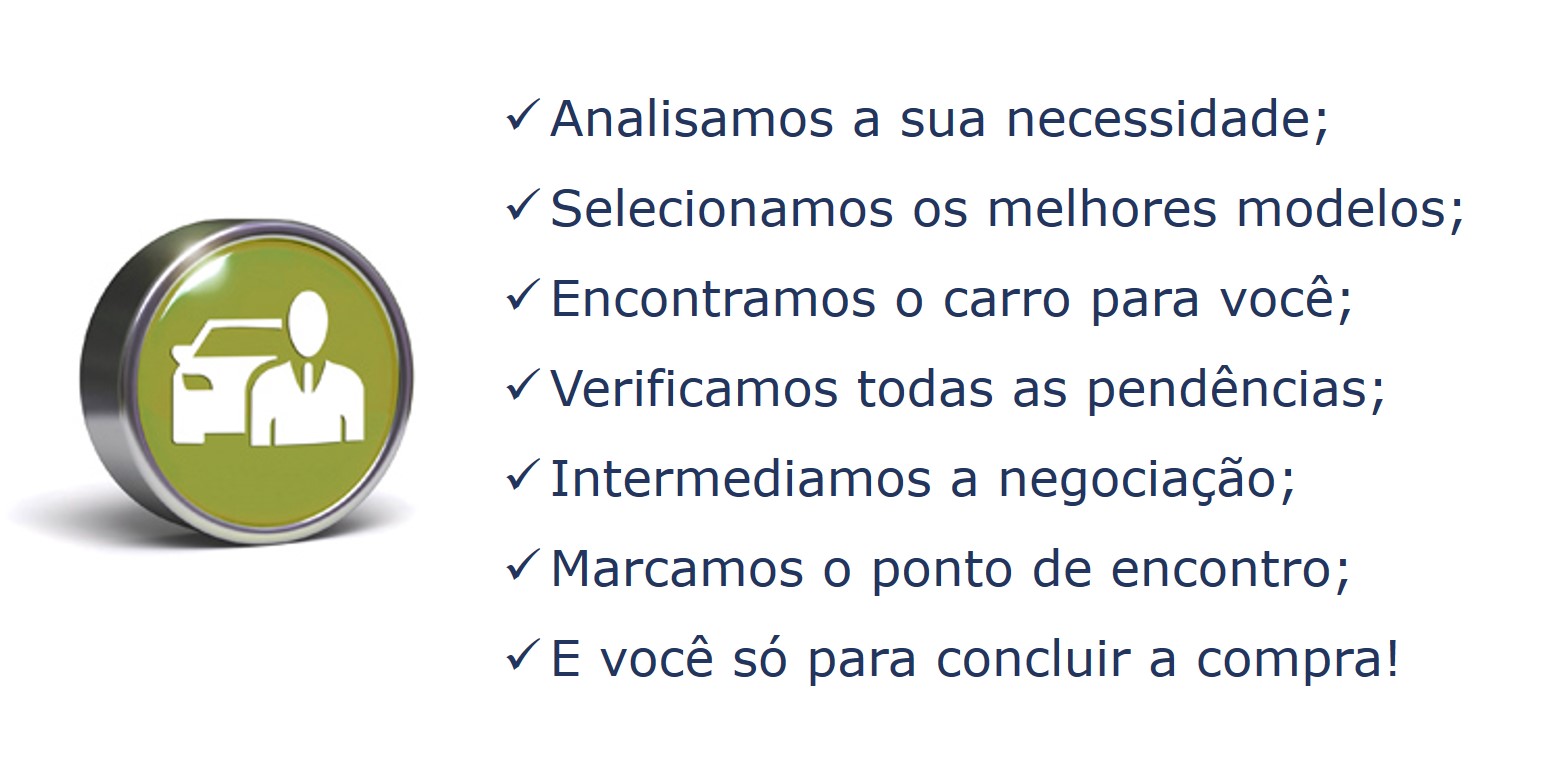 ✓ Analisamos a sua necessidade;
✓ Selecionamos os melhores modelos;
✓ Encontramos o carro para você;
✓ Verificamos todas as pendências;
✓ Intermediamos a negociação;
✓ Marcamos o ponto de encontro;
✓ E você só para concluir a compra!